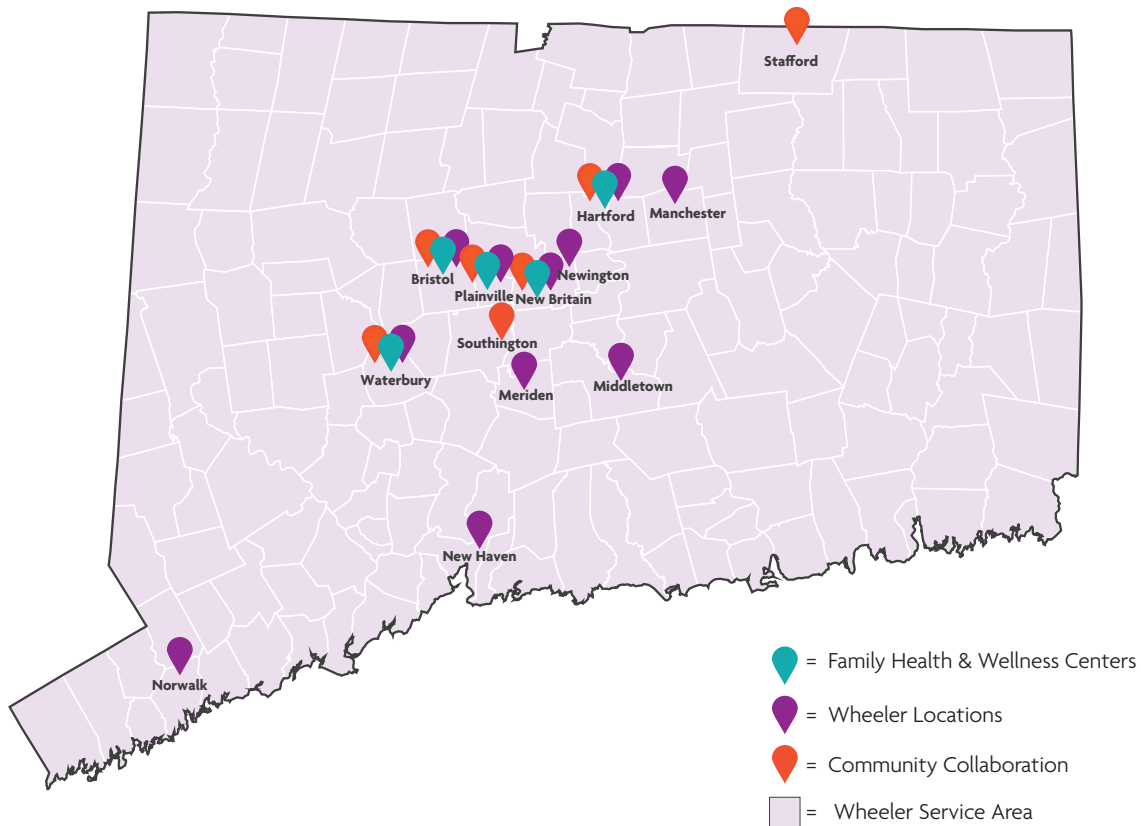 Stafford
Hartford
Manchester
Bristol
Newington
Plainville
New Britain
Southington
Waterbury
Meriden
Middletown
New Haven
Norwalk
= Family Health & Wellness Centers
= Wheeler Locations
= Community Collaboration
= Wheeler Service Area